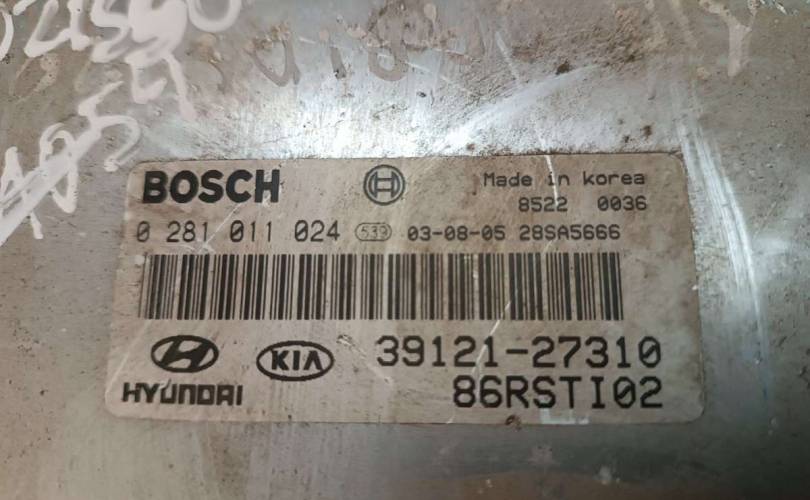 BOSCH
Made in korea
8522 0036
0 281 011 024 539 03-08-05 28SA5666
HYUNDAI
KIA
39121-27310
86RSTI02